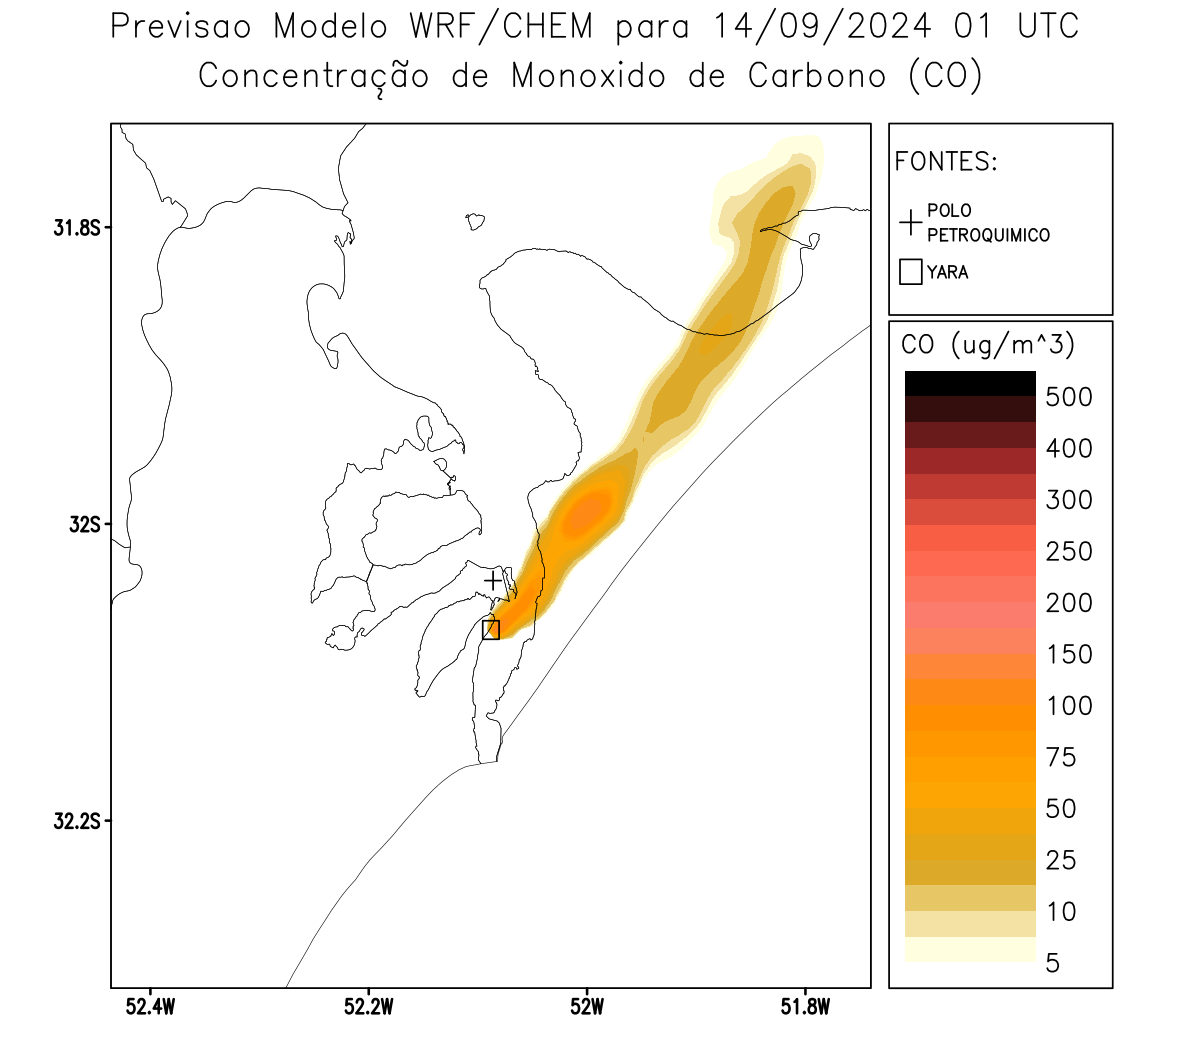 Previsao Modelo WRF/CHEM para 14/09/2024 01 UTC
Concentração de Monoxido de Carbono (CO)
FONTES:
POLO
PETROQUIMICO
YARA
CO (ug/m^3)
500
400
300
250
200
150
100
75
50
25
10
5
31.8S
32S
32.2S
52.4W
52.2W
52W
51.8W